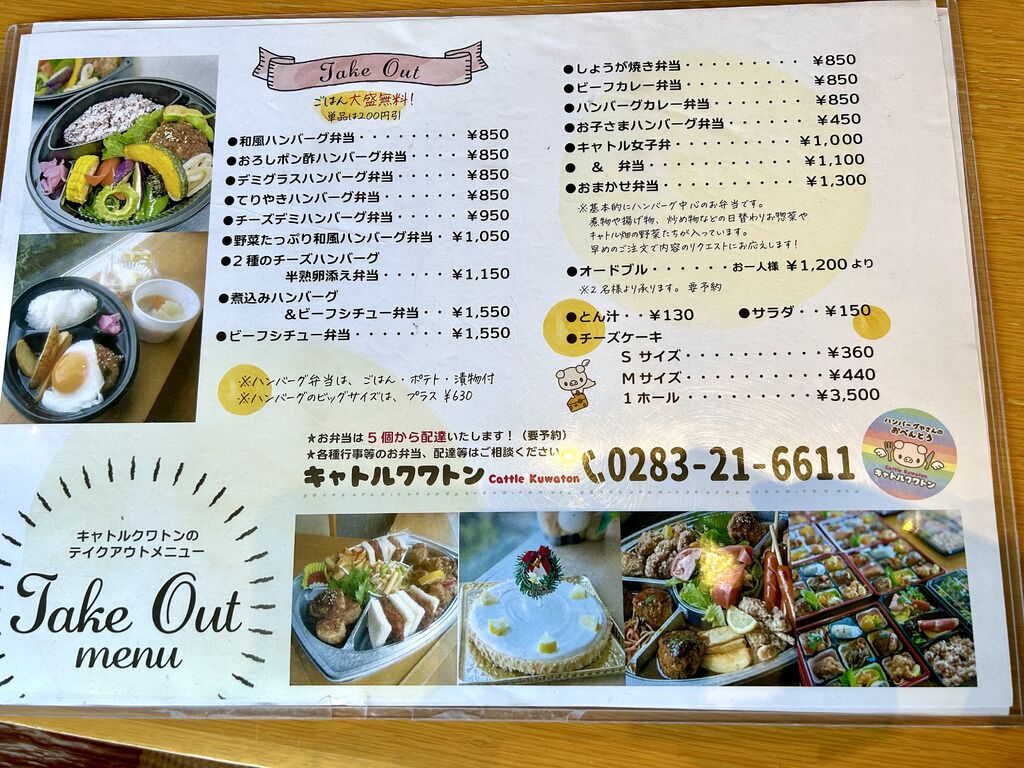 Take Out
ごはん大盛無料!
単品は200円引
●和風ハンバーグ弁当・・・・・・・・ ¥850
●おろしポン酢ハンバーグ弁当・・・・ ¥850
●デミグラスハンバーグ弁当・・・・・ ¥850
●てりやきハンバーグ弁当・・・・・・ ¥850
●チーズデミハンバーグ弁当・・・・・ ¥950
●野菜たっぷり和風ハンバーグ弁当・ ¥1,050
●2種のチーズハンバーグ
半熟卵添え弁当・・・・・ ¥1,150
●煮込みハンバーグ
&ビーフシチュー弁当・・ ¥1,550
●ビーフシチュー弁当・・・・・・・ ¥1,550
※ハンバーグ弁当は、ごはん・ポテト・漬物付
※ハンバーグのビッグサイズは、プラス ¥630
●しょうが焼き弁当・・・・・・・・・ ¥850
●ビーフカレー弁当・・・・・・・・・ ¥850
●ハンバーグカレー弁当・・・・・・・ ¥850
●お子さまハンバーグ弁当・・・・・・ ¥450
●キャトル女子弁・・・・・・・・・ ¥1,000
● & 弁当・・・・・・・・・・・ ¥1,100
●おまかせ弁当・・・・・・・・・・ ¥1,300
※基本的にハンバーグ中心のお弁当です。
煮物や揚げ物、炒め物などの日替わりお惣菜や
キャトル畑の野菜たちが入っています。
早めのご注文で内容のリクエストにお応えします!
●オードブル・・・・・・お一人様 ¥1,200より
※2名様より承ります。要予約
●とん汁・・¥130 ●サラダ・・¥150
●チーズケーキ
Sサイズ・・・・・・・・・・¥360
Mサイズ・・・・・・・・・・¥440
1ホール・・・・・・・・・¥3,500
★お弁当は5個から配達いたします!(要予約)
★各種行事等のお弁当、配達等はご相談ください。
キャトルクワトン Cattle Kuwaton 0283-21-6611
ハンバーグやさんの
おべんとう
Cattle Kuwaton
キャトルクワトン
キャトルクワトンの
テイクアウトメニュー
Take Out
menu